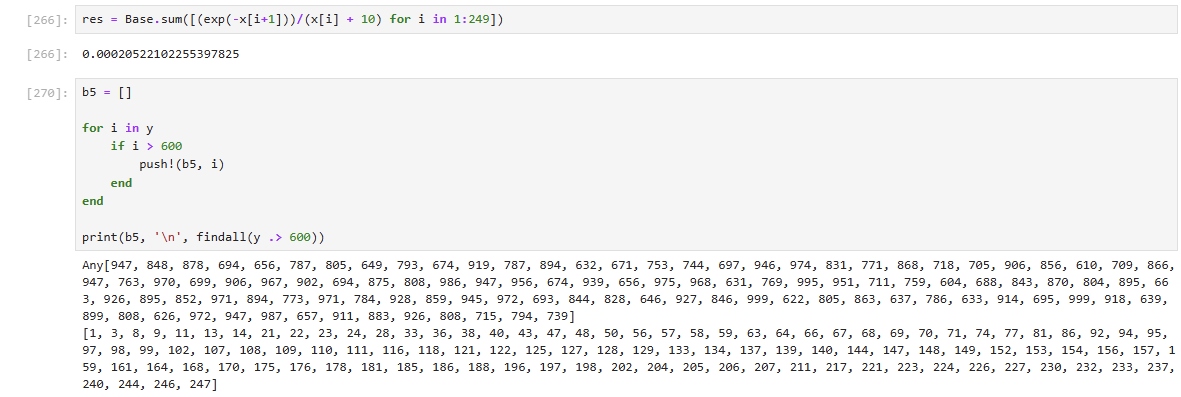 [266]: res = Base.sum([(exp(-x[i+1]))/(x[i] + 10) for i in 1:249])
[266]: 0.00020522102255397825
[270]: b5 = []
for i in y
if i > 600
push!(b5, i)
end
end
print(b5, '\n', findall(y .> 600))
Any[947, 848, 878, 694, 656, 787, 805, 649, 793, 674, 919, 787, 894, 632, 671, 753, 744, 697, 946, 974, 831, 771, 868, 718, 705, 906, 856, 610, 709, 866,
947, 763, 970, 699, 906, 967, 902, 694, 875, 808, 986, 947, 956, 674, 939, 656, 975, 968, 631, 769, 995, 951, 711, 759, 604, 688, 843, 870, 804, 895, 66
3, 926, 895, 852, 971, 894, 773, 971, 784, 928, 859, 945, 972, 693, 844, 828, 646, 927, 846, 999, 622, 805, 863, 637, 786, 633, 914, 695, 999, 918, 639,
899, 808, 626, 972, 947, 987, 657, 911, 883, 926, 808, 715, 794, 739]
[1, 3, 8, 9, 11, 13, 14, 21, 22, 23, 24, 28, 33, 36, 38, 40, 43, 47, 48, 50, 56, 57, 58, 59, 63, 64, 66, 67, 68, 69, 70, 71, 74, 77, 81, 86, 92, 94, 95,
97, 98, 99, 102, 107, 108, 109, 110, 111, 116, 118, 121, 122, 125, 127, 128, 129, 133, 134, 137, 139, 140, 144, 147, 148, 149, 152, 153, 154, 156, 157, 1
59, 161, 164, 168, 170, 175, 176, 178, 181, 185, 186, 188, 196, 197, 198, 202, 204, 205, 206, 207, 211, 217, 221, 223, 224, 226, 227, 230, 232, 233, 237,
240, 244, 246, 247]